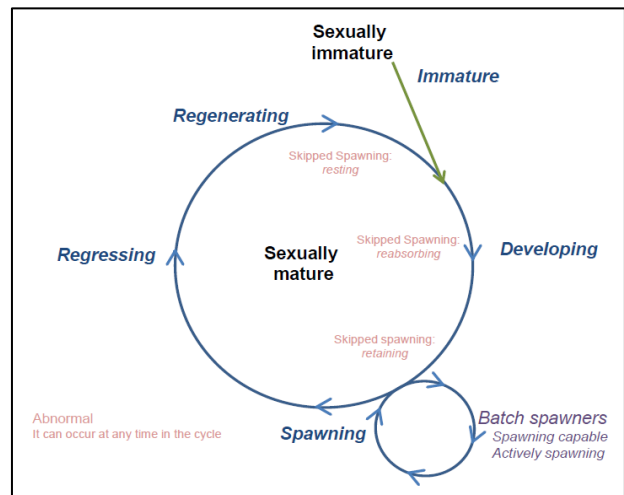 Sexually
immature
Immature
Regenerating
Skipped Spawning:
resting
Regressing
Sexually
mature
Skipped Spawning:
reabsorbing
Developing
Skipped spawning:
retaining
Abnormal
It can occur at any time in the cycle
Spawning
Batch spawners
Spawning capable
Actively spawning